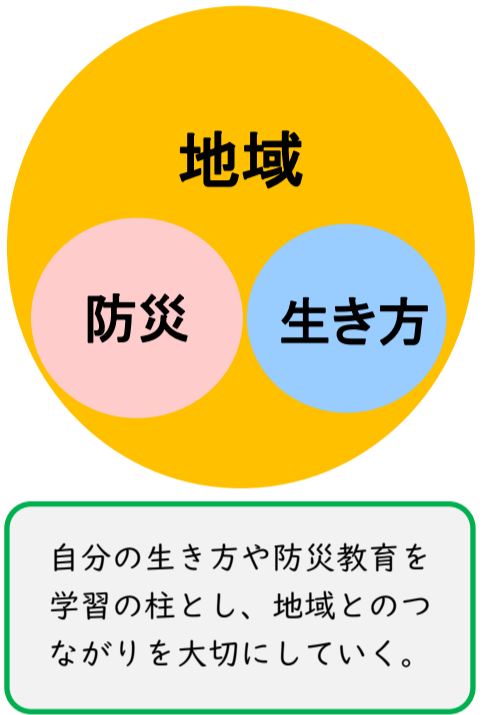 地域
防災
生き方
自分の生き方や防災教育を
学習の柱とし、地域とのつ
ながりを大切にしていく。